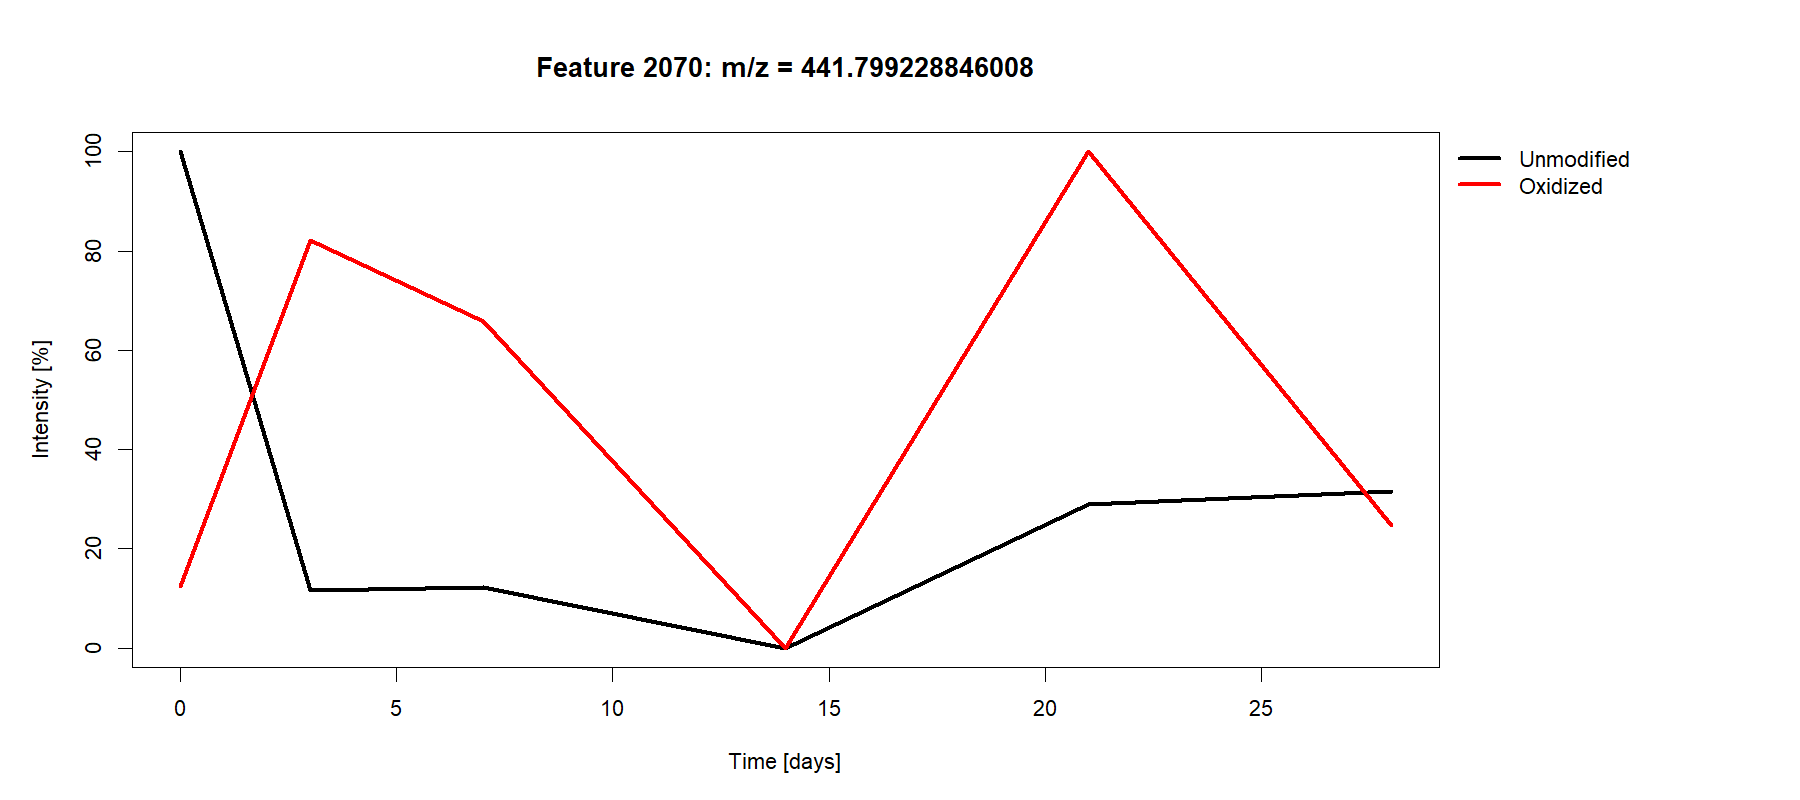 Feature 2070: m/z = 441.799228846008
Unmodified
Oxidized
Intensity [%]
100
80
60
40
20
0
0 5 10 15 20 25
Time [days]